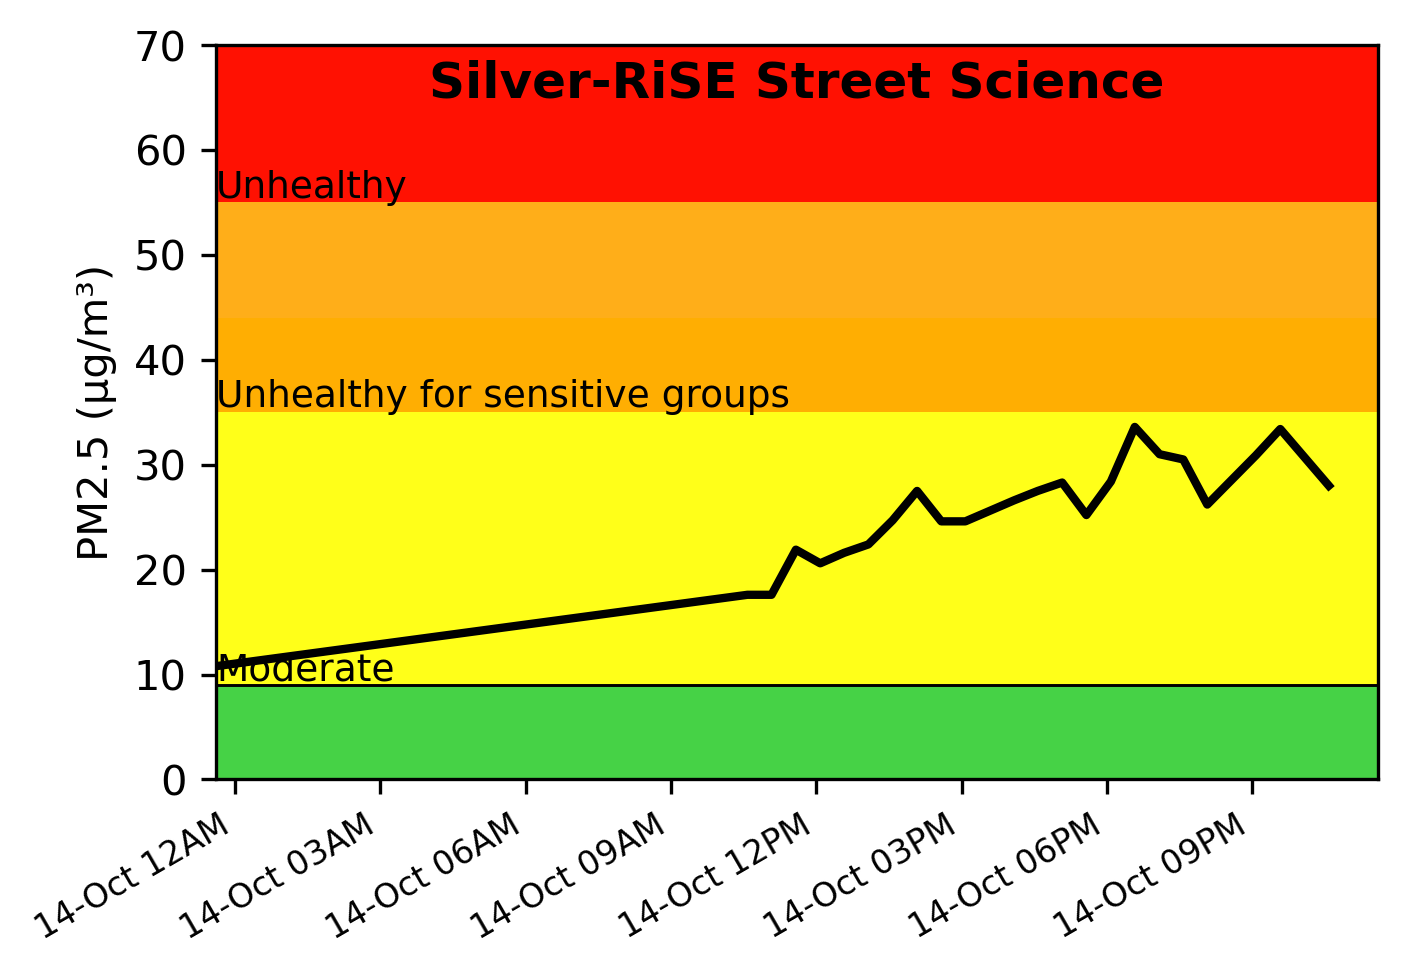 Silver-RiSE Street Science
PM2.5 (µg/m³)
70
60
Unhealthy
50
40
Unhealthy for sensitive groups
30
20
Moderate
10
0
14-Oct 12AM
14-Oct 03AM
14-Oct 06AM
14-Oct 09AM
14-Oct 12PM
14-Oct 03PM
14-Oct 06PM
14-Oct 09PM